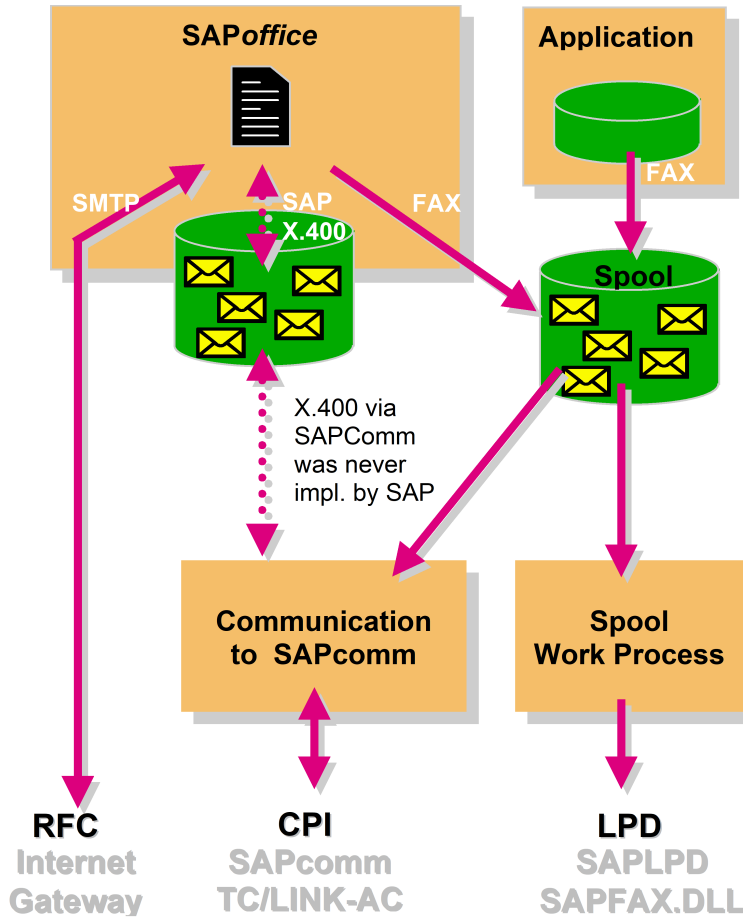 SAPoffice
Application
SMTP
SAP
X.400
FAX
FAX
Spool
X.400 via
SAPComm
was never
impl. by SAP
Communication
to SAPcomm
Spool
Work Process
RFC
Internet
Gateway
CPI
SAPcomm
TC/LINK-AC
LPD
SAPLPD
SAPFAX.DLL